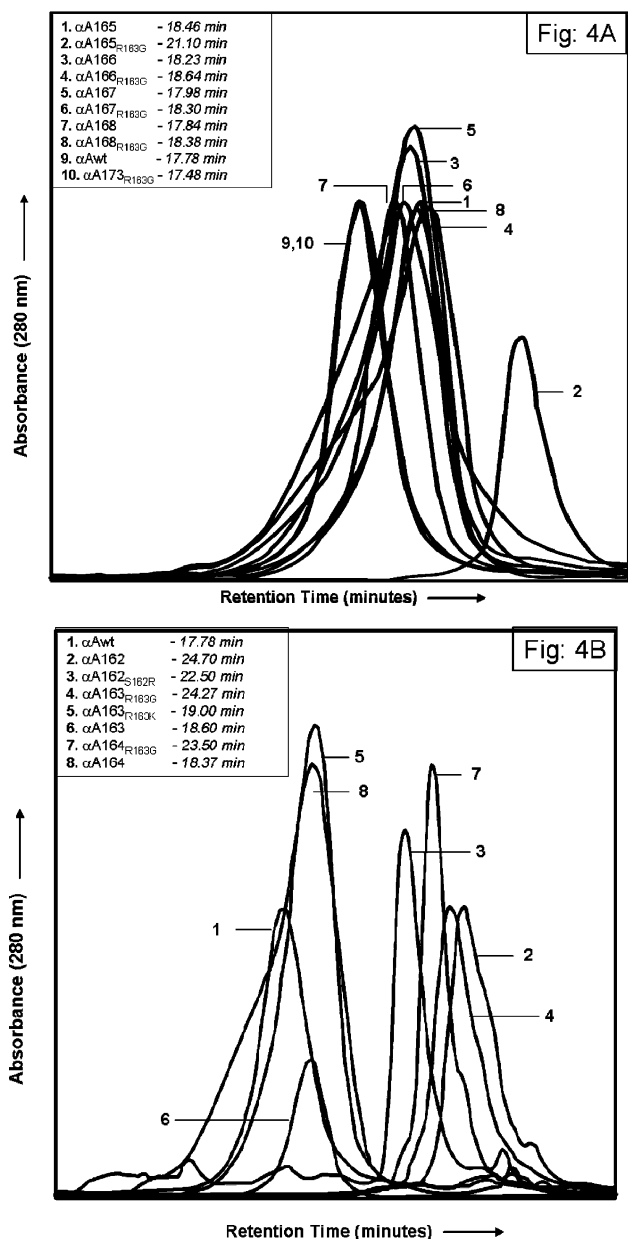 Fig: 4A
1. αA165 - 18.46 min
2. αA165R163G - 21.10 min
3. αA166 - 18.23 min
4. αA166R163G - 18.64 min
5. αA167 - 17.98 min
6. αA167R163G - 18.30 min
7. αA168 - 17.84 min
8. αA168R163G - 18.38 min
9. αAwt - 17.78 min
10. αA173R163G - 17.48 min
5
3
7
6
1
8
4
9,10
2
Absorbance (280 nm)
Retention Time (minutes)
Fig: 4B
1. αAwt - 17.78 min
2. αA162 - 24.70 min
3. αA162S162R - 22.50 min
4. αA163R163G - 24.27 min
5. αA163R163K - 19.00 min
6. αA163 - 18.60 min
7. αA164R163G - 23.50 min
8. αA164 - 18.37 min
5
7
8
3
1
2
4
6
Absorbance (280 nm)
Retention Time (minutes)